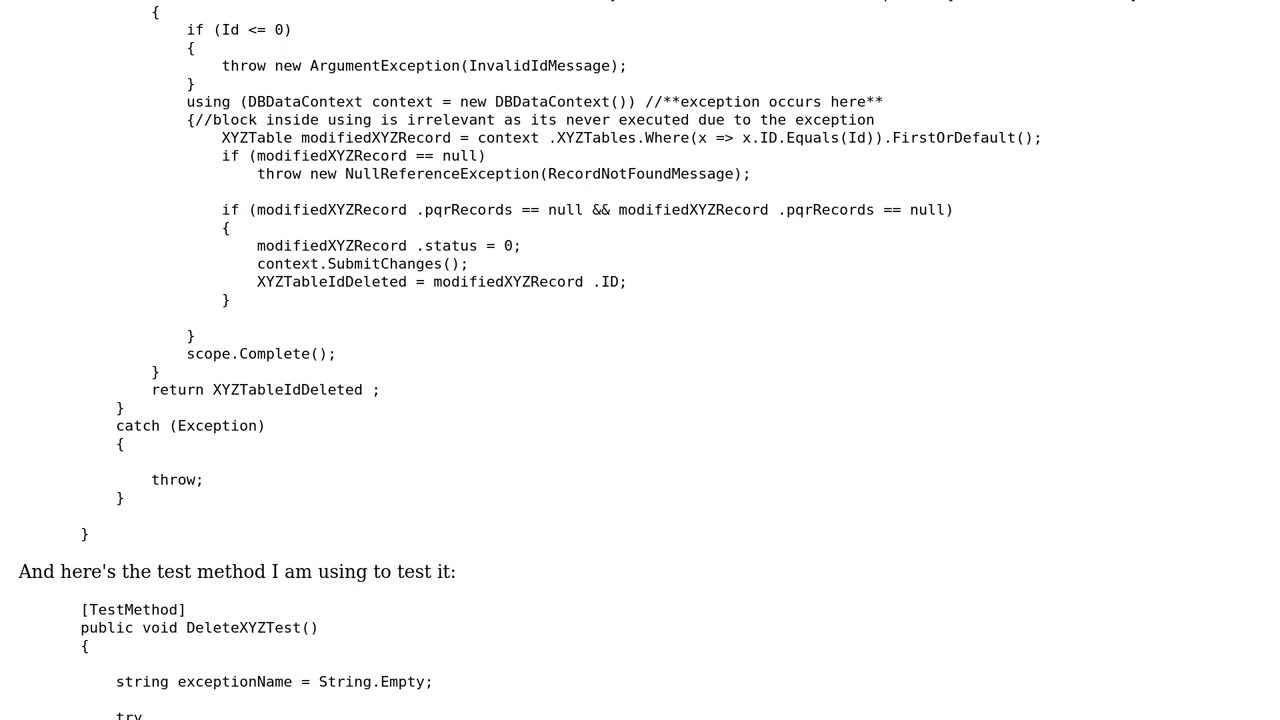 {
if (Id <= 0)
{
throw new ArgumentException(InvalidIdMessage);
}
using (DBDataContext context = new DBDataContext()) //**exception occurs here**
{//block inside using is irrelevant as its never executed due to the exception
XYZTable modifiedXYZRecord = context .XYZTables.Where(x => x.ID.Equals(Id)).FirstOrDefault();
if (modifiedXYZRecord == null)
throw new NullReferenceException(RecordNotFoundMessage);
if (modifiedXYZRecord .pqrRecords == null && modifiedXYZRecord .pqrRecords == null)
{
modifiedXYZRecord .status = 0;
context.SubmitChanges();
XYZTableIdDeleted = modifiedXYZRecord .ID;
}
}
scope.Complete();
}
return XYZTableIdDeleted ;
}
catch (Exception)
{
throw;
}
}
And here's the test method I am using to test it:
[TestMethod]
public void DeleteXYZTest()
{
string exceptionName = String.Empty;
try